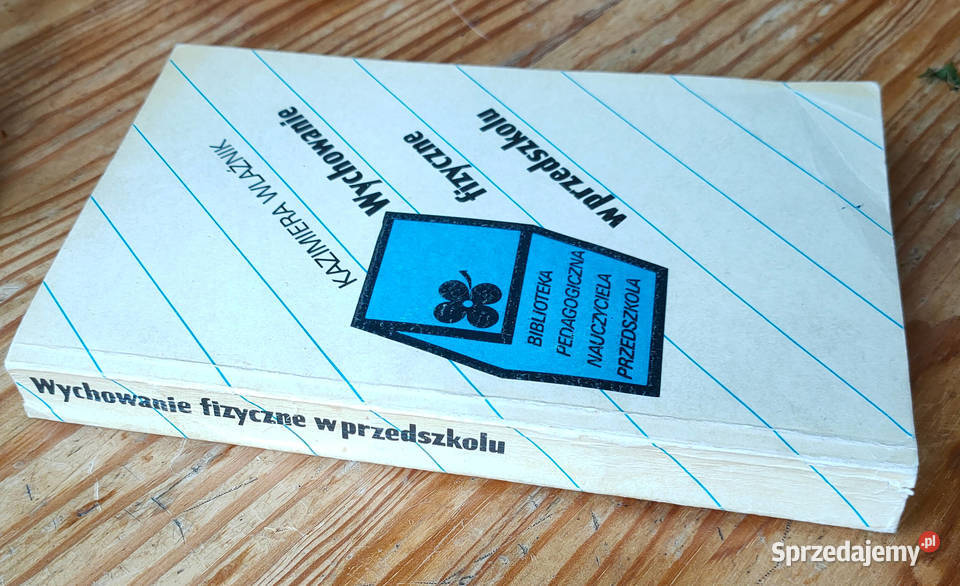 KAZIMIERA WLAŹNIK
Wychowanie
fizyczne
w przedszkolu
BIBLIOTEKA
PEDAGOGICZNA
NAUCZYCIELA
PRZEDSZKOLA
Wychowanie fizyczne w przedszkolu
Sprzedajemy.pl